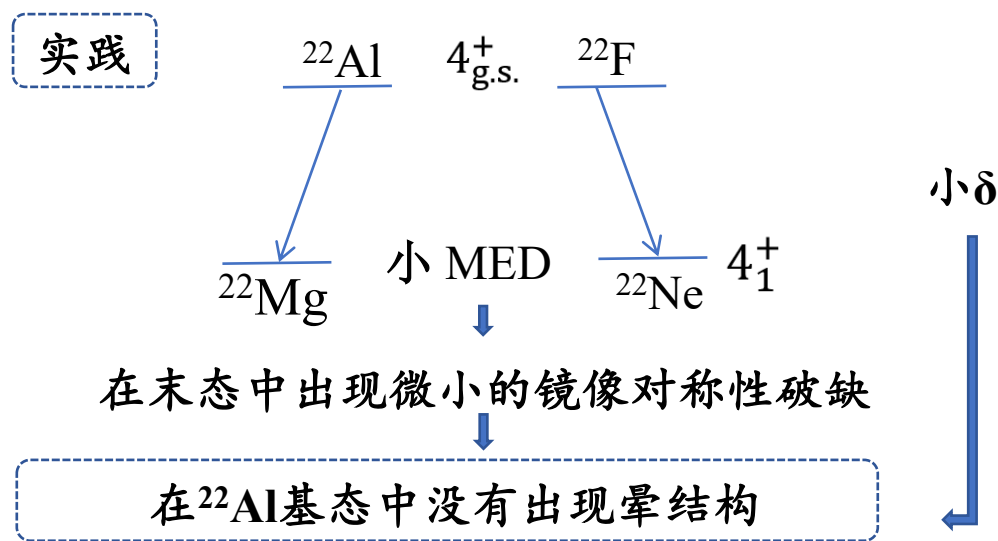 实践
²²Al 4⁺g.s. ²²F
小δ
²²Mg 小 MED ²²Ne 4⁺₁
在末态中出现微小的镜像对称性破缺
在²²Al基态中没有出现晕结构